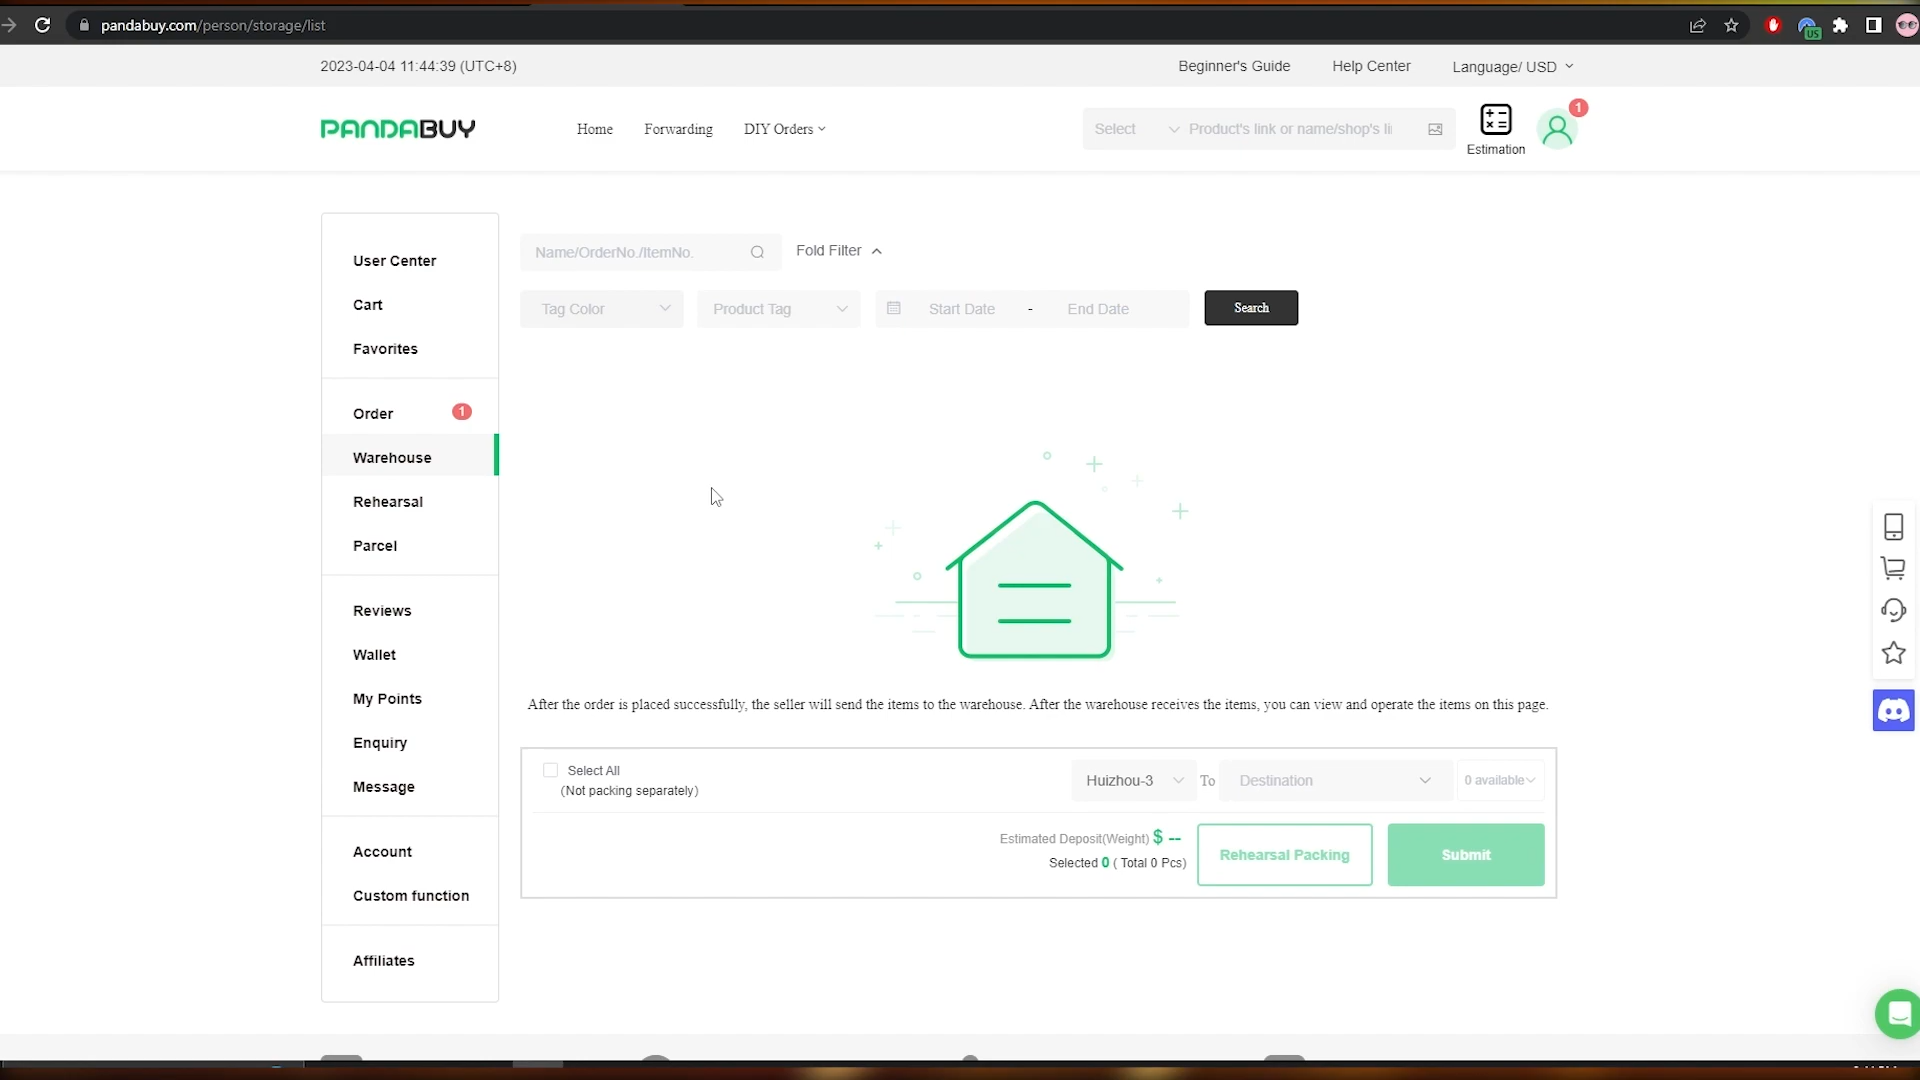 pandabuy.com/person/storage/list
US
2023-04-04 11:44:39 (UTC+8)
Beginner's Guide
Help Center
Language/ USD
PANDABUY
Home
Forwarding
DIY Orders
Select
Product's link or name/shop's li
Estimation
1
User Center
Cart
Favorites
Order
1
Warehouse
Rehearsal
Parcel
Reviews
Wallet
My Points
Enquiry
Message
Account
Custom function
Affiliates
Name/OrderNo./ItemNo.
Fold Filter
Tag Color
Product Tag
Start Date - End Date
Search
After the order is placed successfully, the seller will send the items to the warehouse. After the warehouse receives the items, you can view and operate the items on this page.
Select All
(Not packing separately)
Huizhou-3
To
Destination
0 available
Estimated Deposit(Weight) $ --
Selected 0 ( Total 0 Pcs)
Rehearsal Packing
Submit